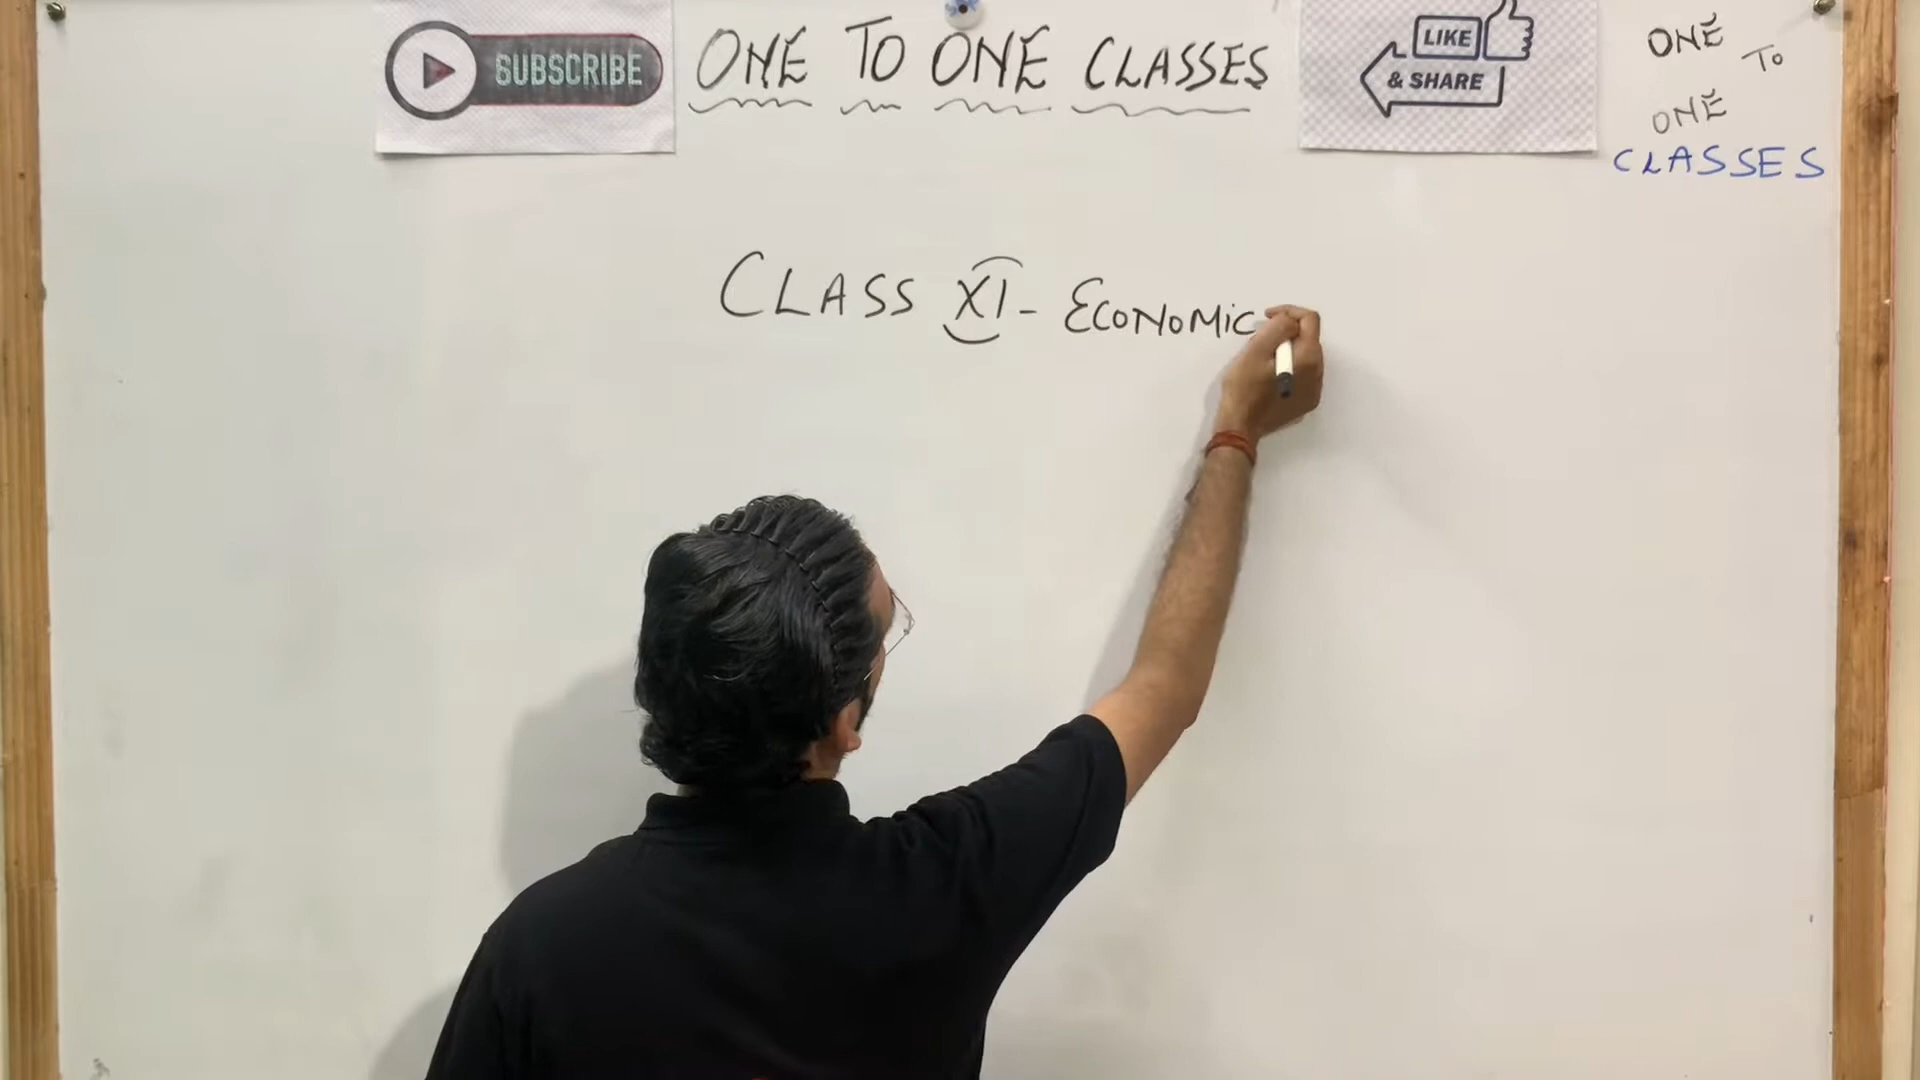 SUBSCRIBE
ONE TO ONE CLASSES
LIKE
& SHARE
ONE
TO
ONE
CLASSES
CLASS XI - ECONOMIC